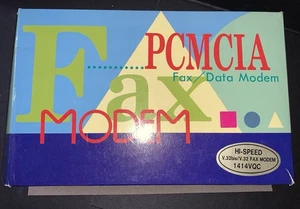 PCMCIA
Fax/Data Modem
Fax
MODEM
HI-SPEED
V.32bis/V.32 FAX MODEM
1414VQC